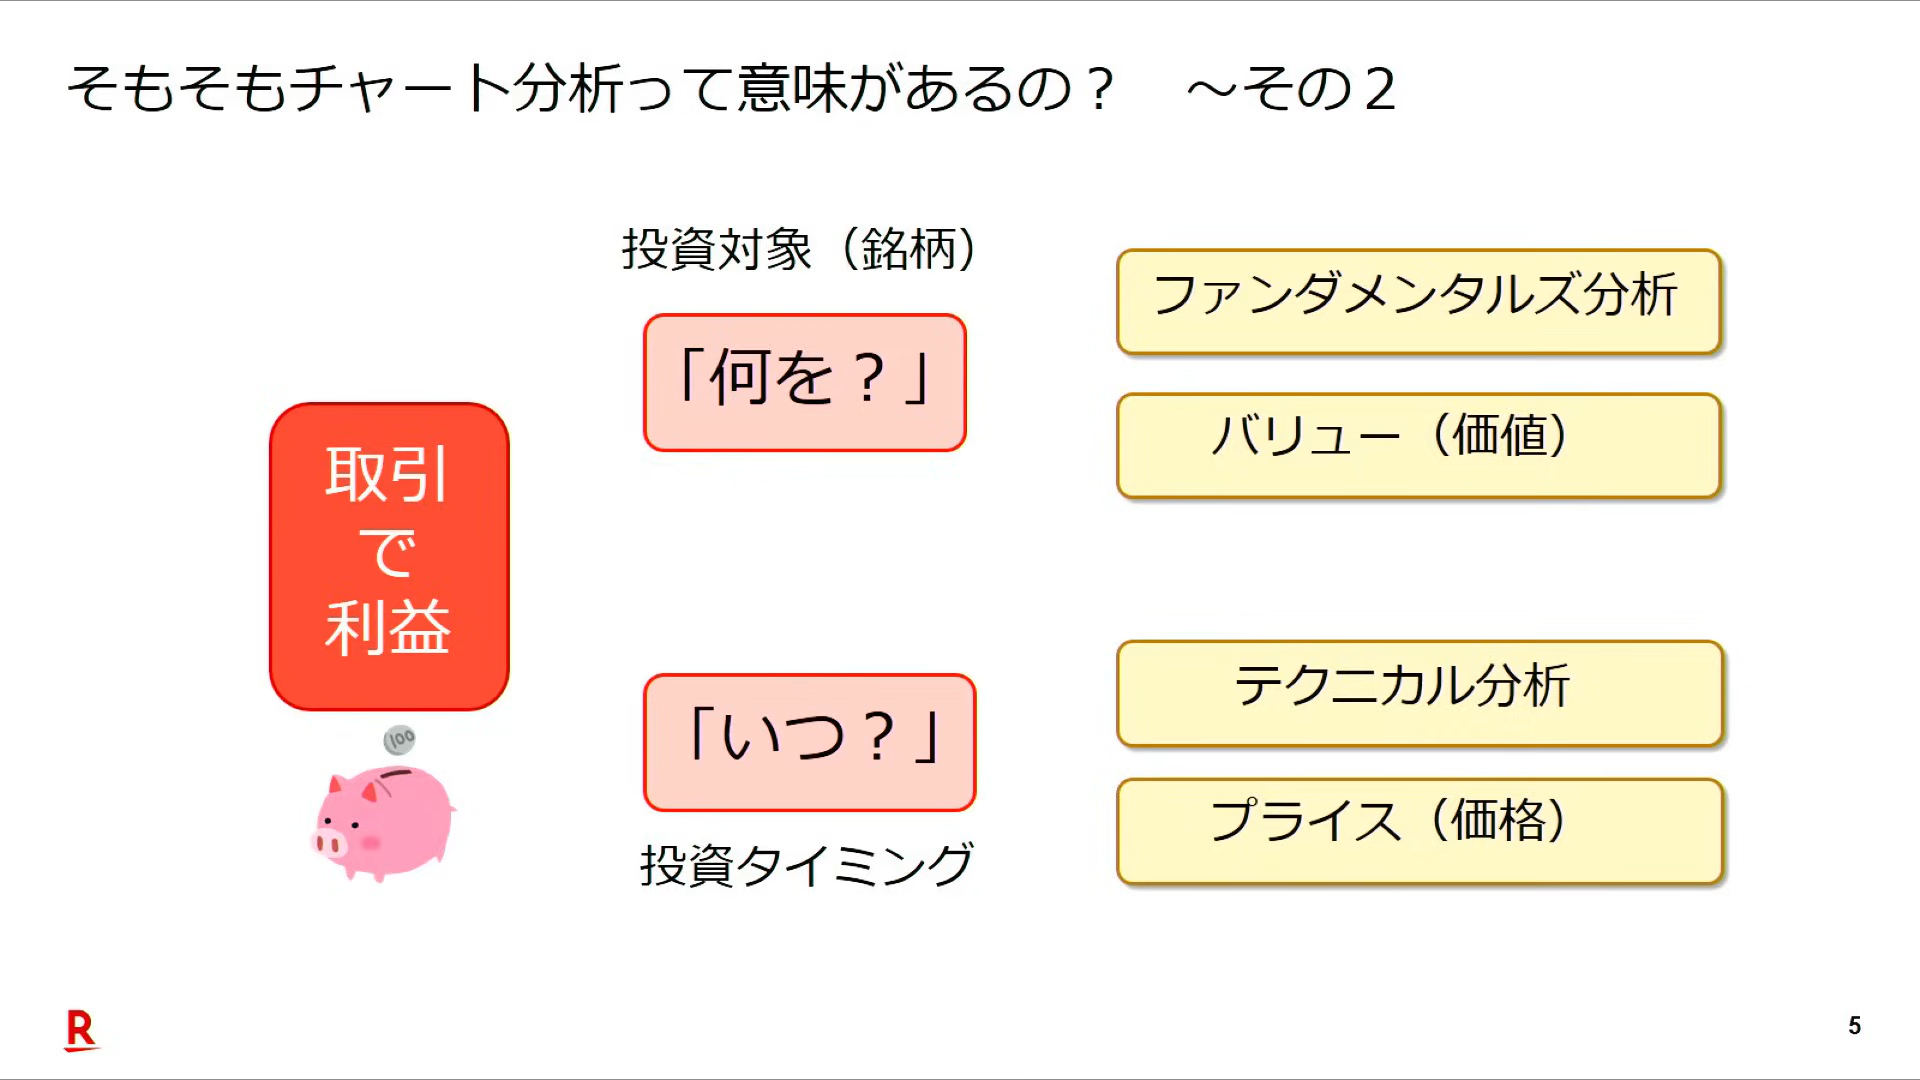 そもそもチャート分析って意味があるの？　～その２
投資対象（銘柄）
「何を？」
ファンダメンタルズ分析
バリュー（価値）
取引
で
利益
100
「いつ？」
投資タイミング
テクニカル分析
プライス（価格）
R
5